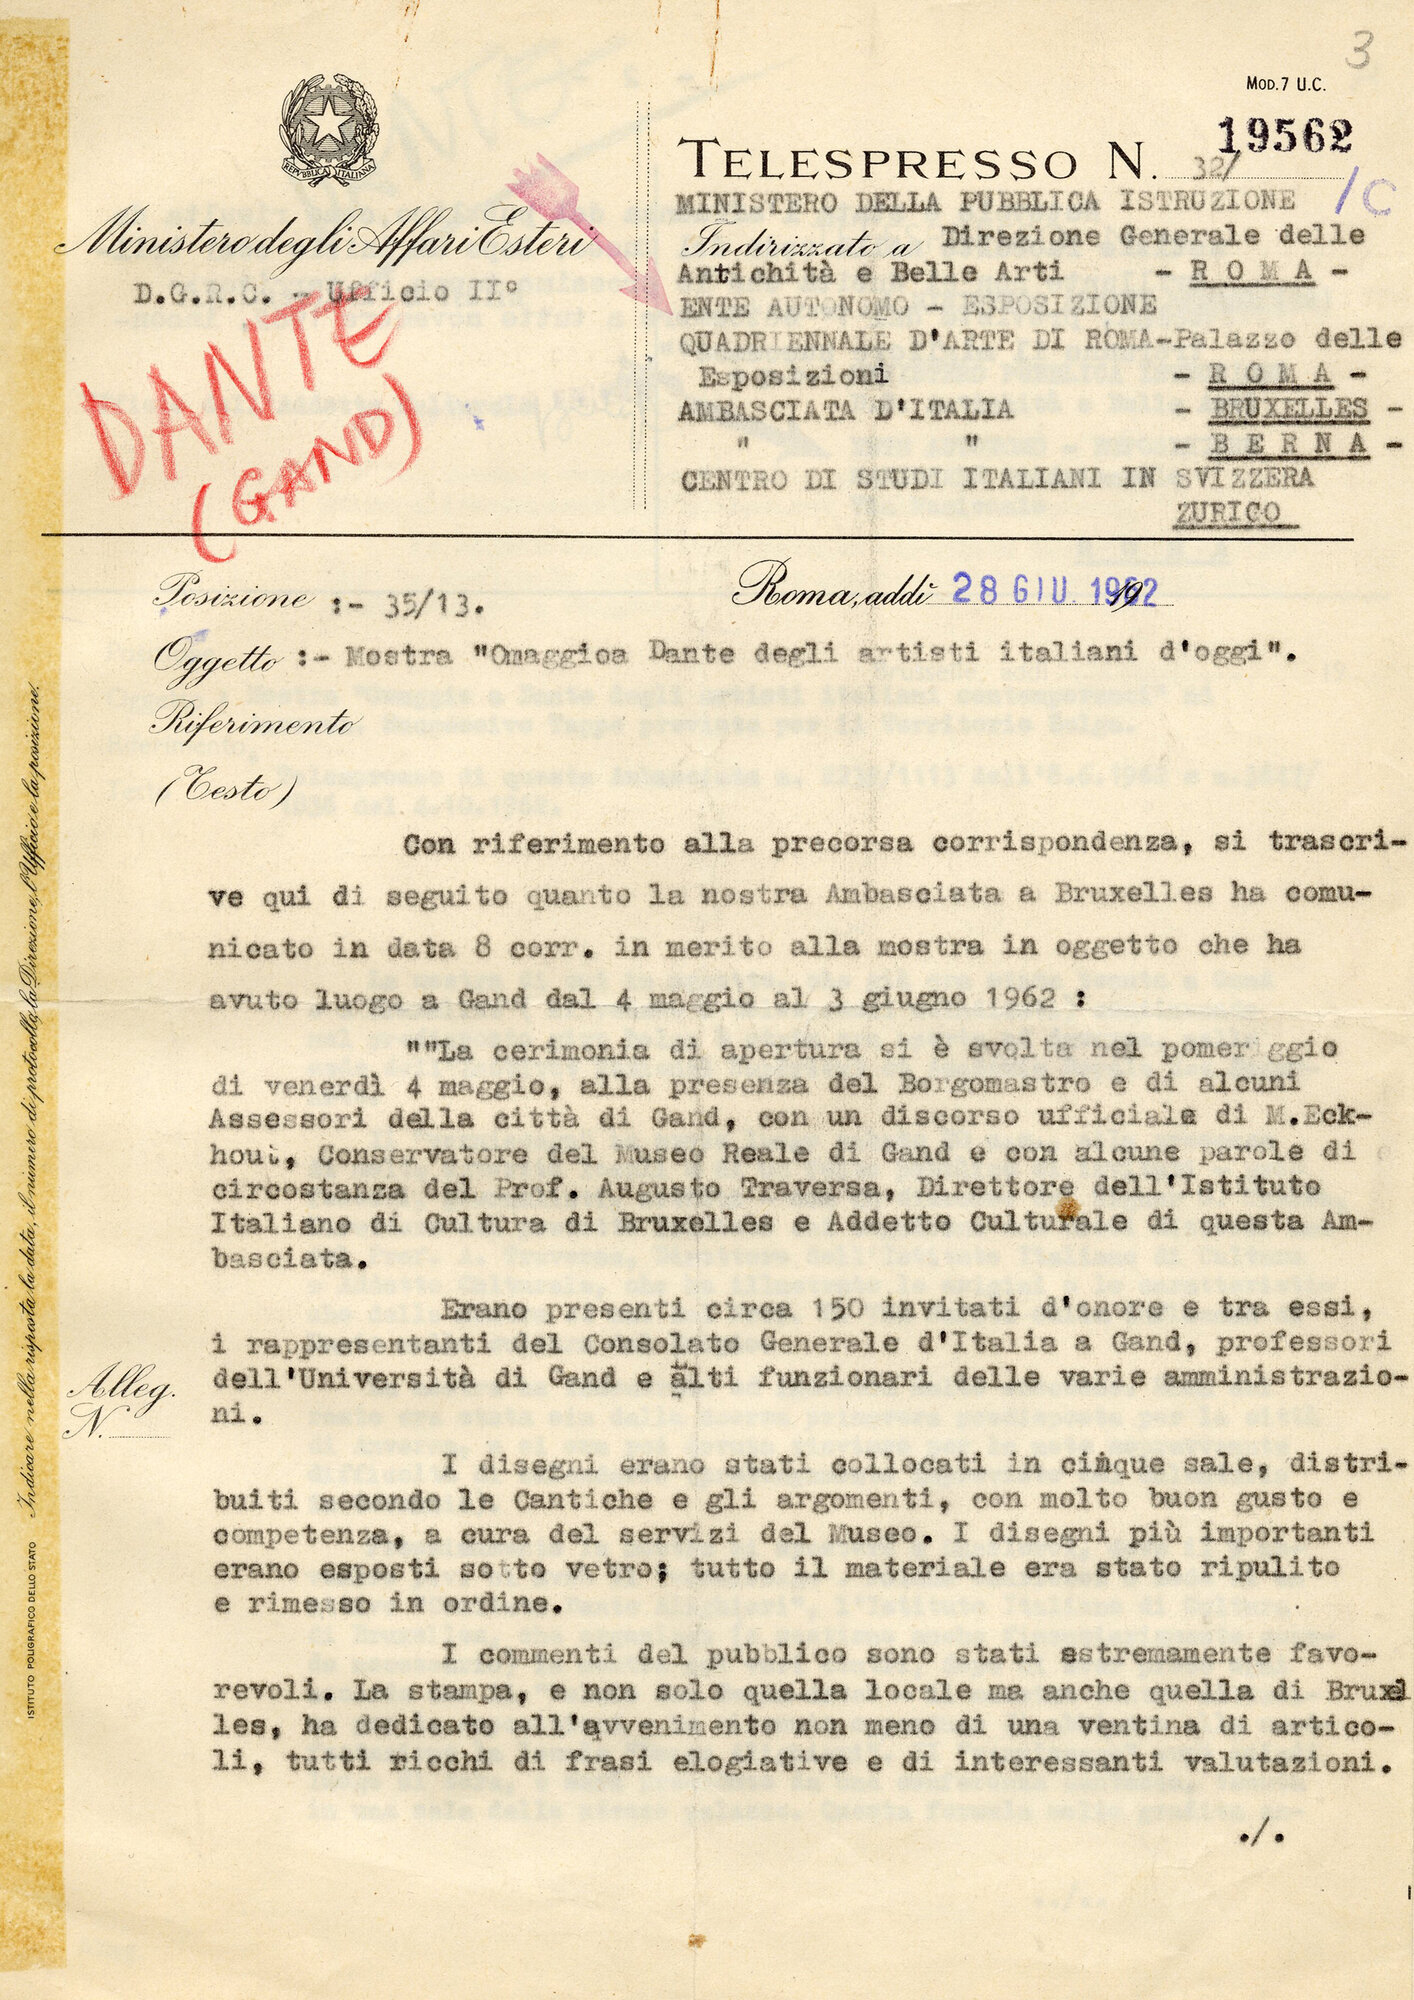 3
MOD. 7 U.C.
REPVBBLICA ITALIANA
TELESPRESSO N. 32/ 19562
/C
Ministero degli Affari Esteri
D.G.R.C. - Ufficio II°
DANTE
(GAND)
MINISTERO DELLA PUBBLICA ISTRUZIONE
Indirizzato a Direzione Generale delle
Antichità e Belle Arti - R O M A -
ENTE AUTONOMO - ESPOSIZIONE
QUADRIENNALE D'ARTE DI ROMA-Palazzo delle
Esposizioni - R O M A -
AMBASCIATA D'ITALIA - BRUXELLES -
" " - B E R N A -
CENTRO DI STUDI ITALIANI IN SVIZZERA
ZURICO
Posizione :- 35/13.
Roma, addì 28 GIU. 1962
Oggetto :- Mostra "Omaggioa Dante degli artisti italiani d'oggi".
Riferimento
(Testo)
Con riferimento alla precorsa corrispondenza, si trascri-
ve qui di seguito quanto la nostra Ambasciata a Bruxelles ha comu-
nicato in data 8 corr. in merito alla mostra in oggetto che ha
avuto luogo a Gand dal 4 maggio al 3 giugno 1962 :
""La cerimonia di apertura si è svolta nel pomeriggio
di venerdì 4 maggio, alla presenza del Borgomastro e di alcuni
Assessori della città di Gand, con un discorso ufficiale di M.Eck-
hout, Conservatore del Museo Reale di Gand e con alcune parole di
circostanza del Prof. Augusto Traversa, Direttore dell'Istituto
Italiano di Cultura di Bruxelles e Addetto Culturale di questa Am-
basciata.
Erano presenti circa 150 invitati d'onore e tra essi,
i rappresentanti del Consolato Generale d'Italia a Gand, professori
dell'Università di Gand e alti funzionari delle varie amministrazio-
ni.
I disegni erano stati collocati in cinque sale, distri-
buiti secondo le Cantiche e gli argomenti, con molto buon gusto e
competenza, a cura del servizi del Museo. I disegni più importanti
erano esposti sotto vetro; tutto il materiale era stato ripulito
e rimesso in ordine.
I commenti del pubblico sono stati estremamente favo-
revoli. La stampa, e non solo quella locale ma anche quella di Bruxel
les, ha dedicato all'avvenimento non meno di una ventina di artico-
li, tutti ricchi di frasi elogiative e di interessanti valutazioni.
./.
Alleg.
N.
Indicare nella risposta la data, il numero di protocollo, la Direzione, l'Ufficio e la posizione.
ISTITUTO POLIGRAFICO DELLO STATO